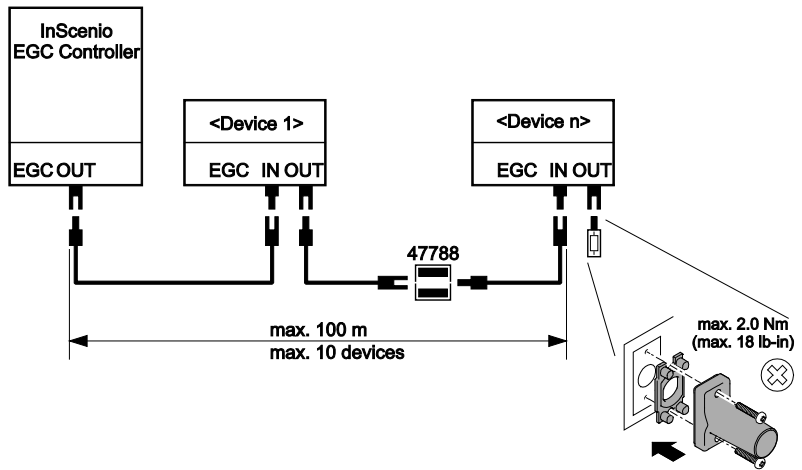 InScenio
EGC Controller
EGC OUT
<Device 1>
EGC IN OUT
<Device n>
EGC IN OUT
47788
max. 100 m
max. 10 devices
max. 2.0 Nm
(max. 18 lb-in)